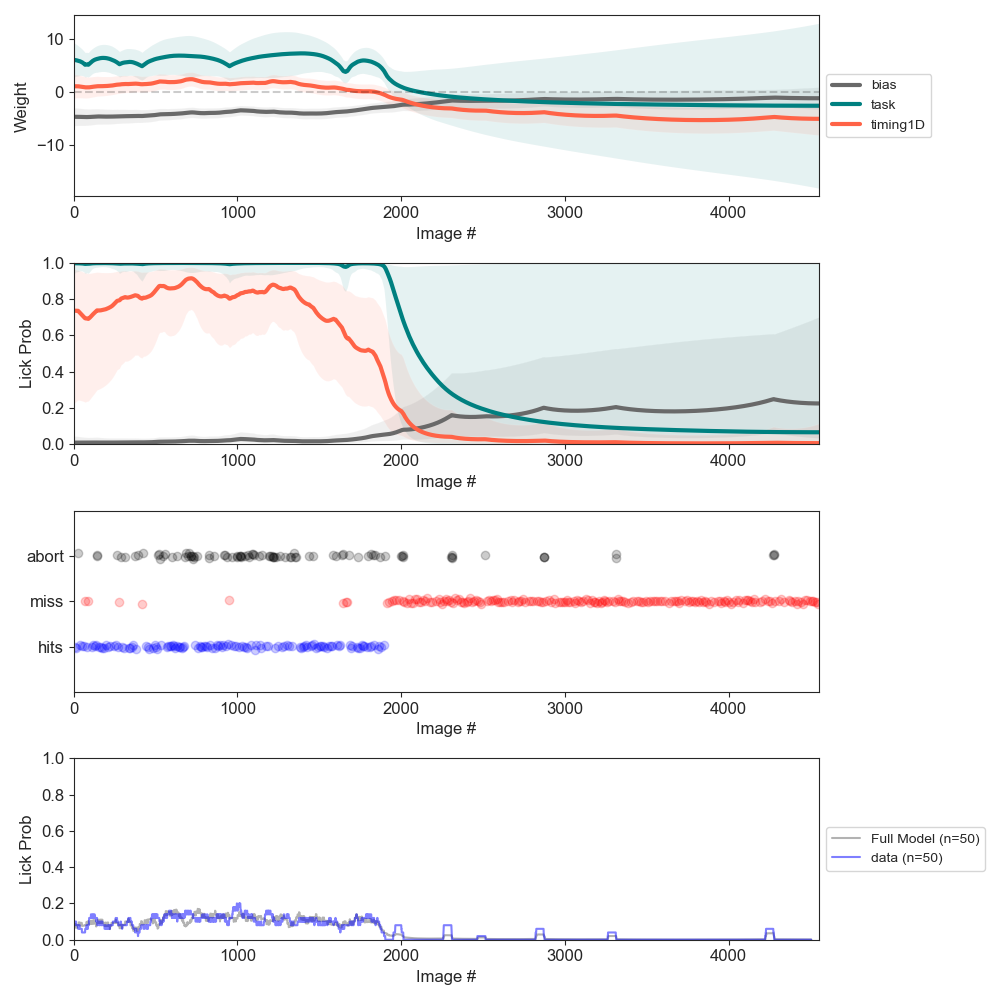 10
0
−10
Weight
0 1000 2000 3000 4000
Image #
bias
task
timing1D
1.0
0.8
0.6
0.4
0.2
0.0
Lick Prob
0 1000 2000 3000 4000
Image #
abort
miss
hits
0 1000 2000 3000 4000
Image #
1.0
0.8
0.6
0.4
0.2
0.0
Lick Prob
0 1000 2000 3000 4000
Image #
Full Model (n=50)
data (n=50)